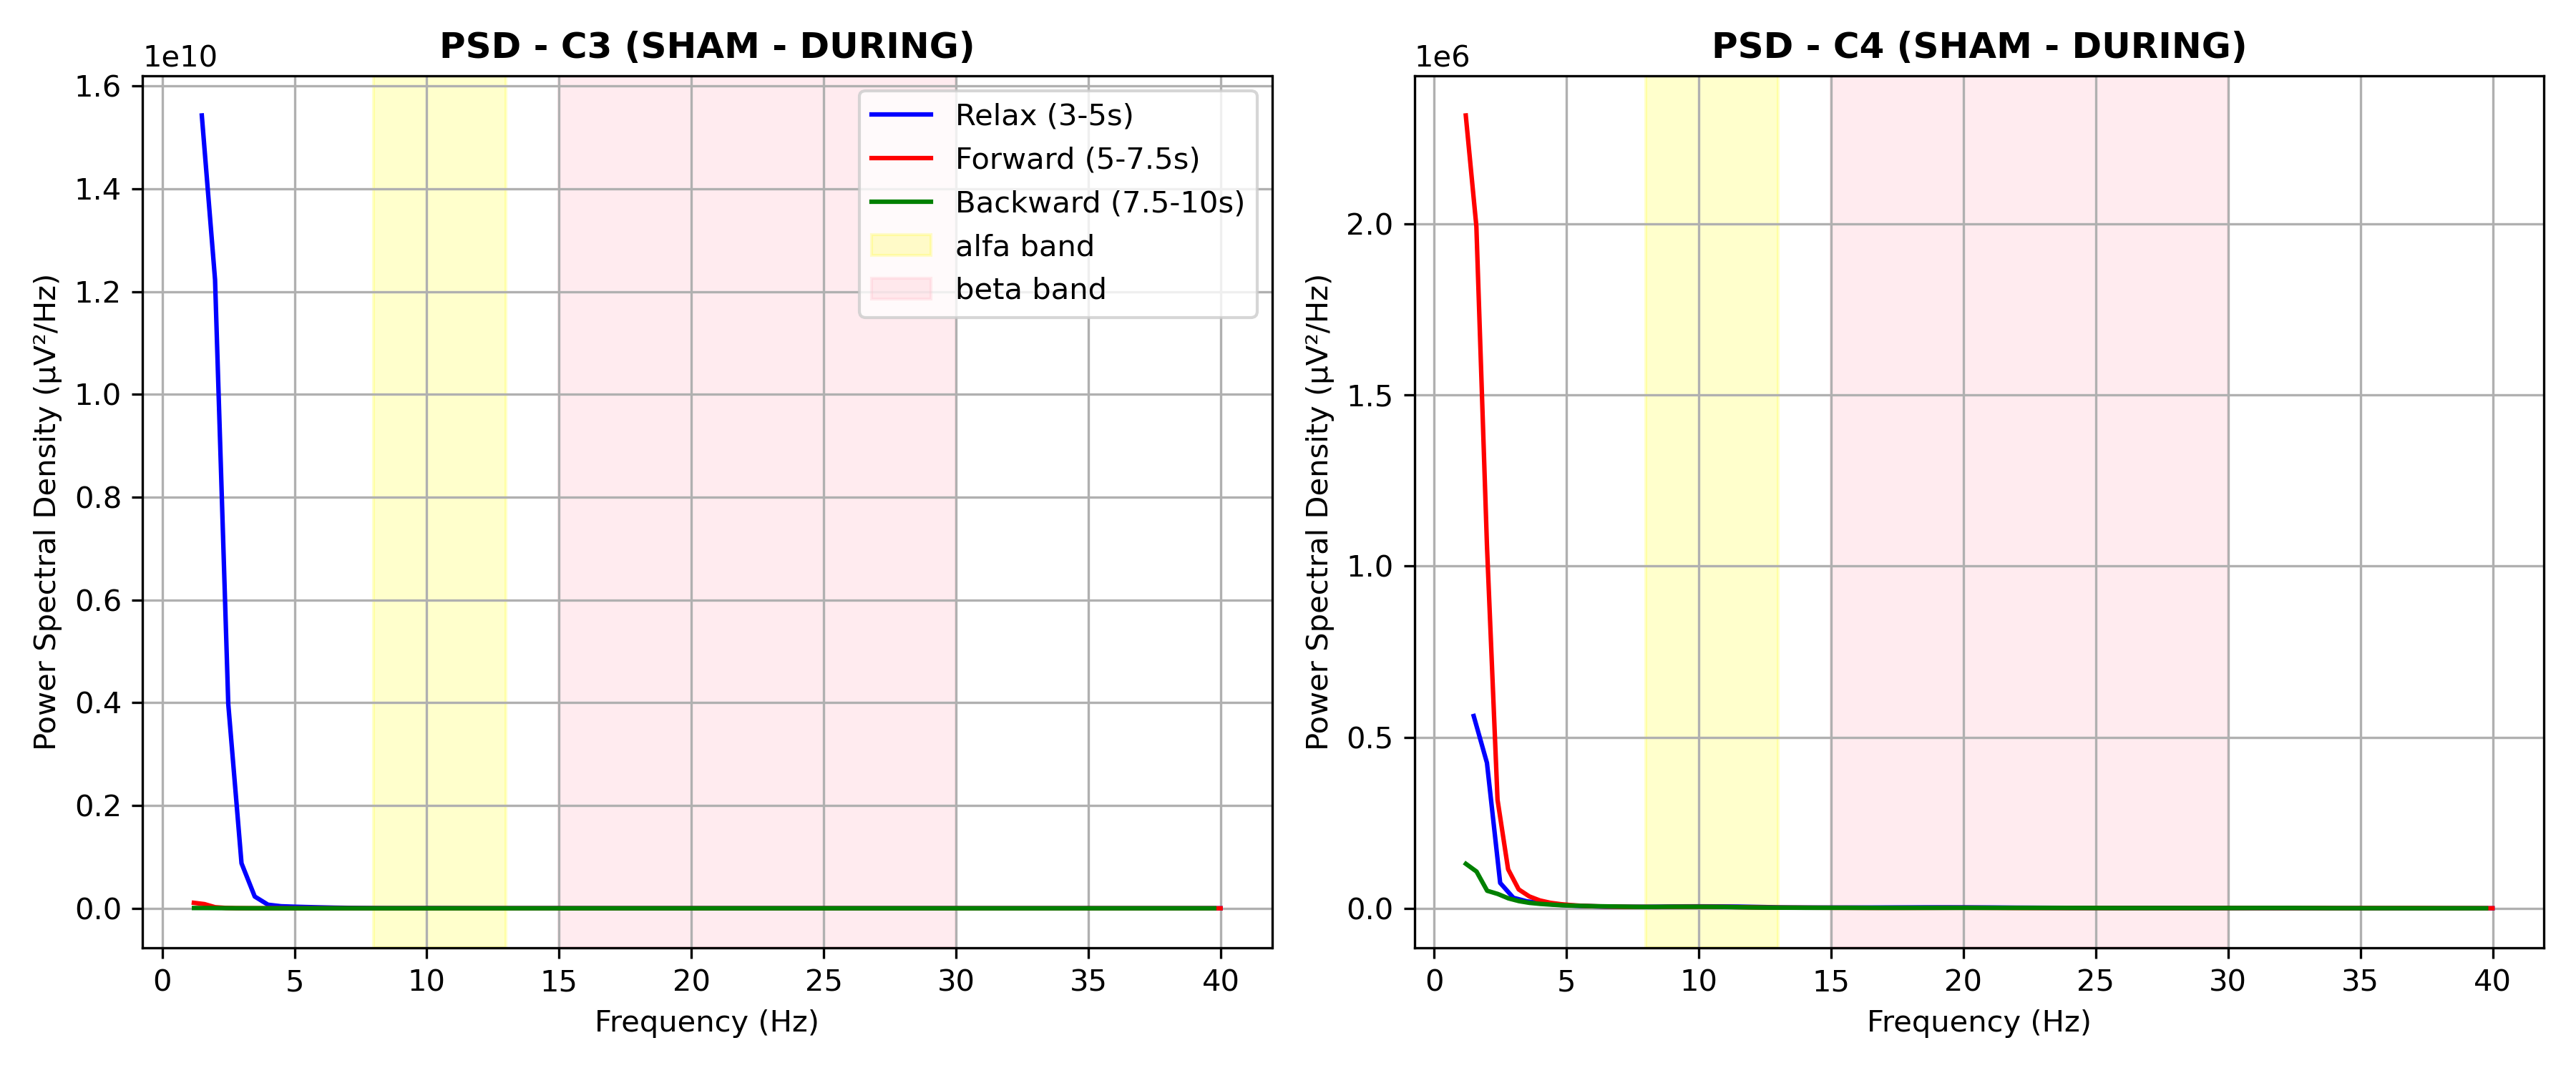 PSD - C3 (SHAM - DURING)
1e10
1.6
1.4
1.2
1.0
0.8
0.6
0.4
0.2
0.0
Power Spectral Density (µV²/Hz)
Relax (3-5s)
Forward (5-7.5s)
Backward (7.5-10s)
alfa band
beta band
0 5 10 15 20 25 30 35 40
Frequency (Hz)
PSD - C4 (SHAM - DURING)
1e6
2.0
1.5
1.0
0.5
0.0
Power Spectral Density (µV²/Hz)
0 5 10 15 20 25 30 35 40
Frequency (Hz)